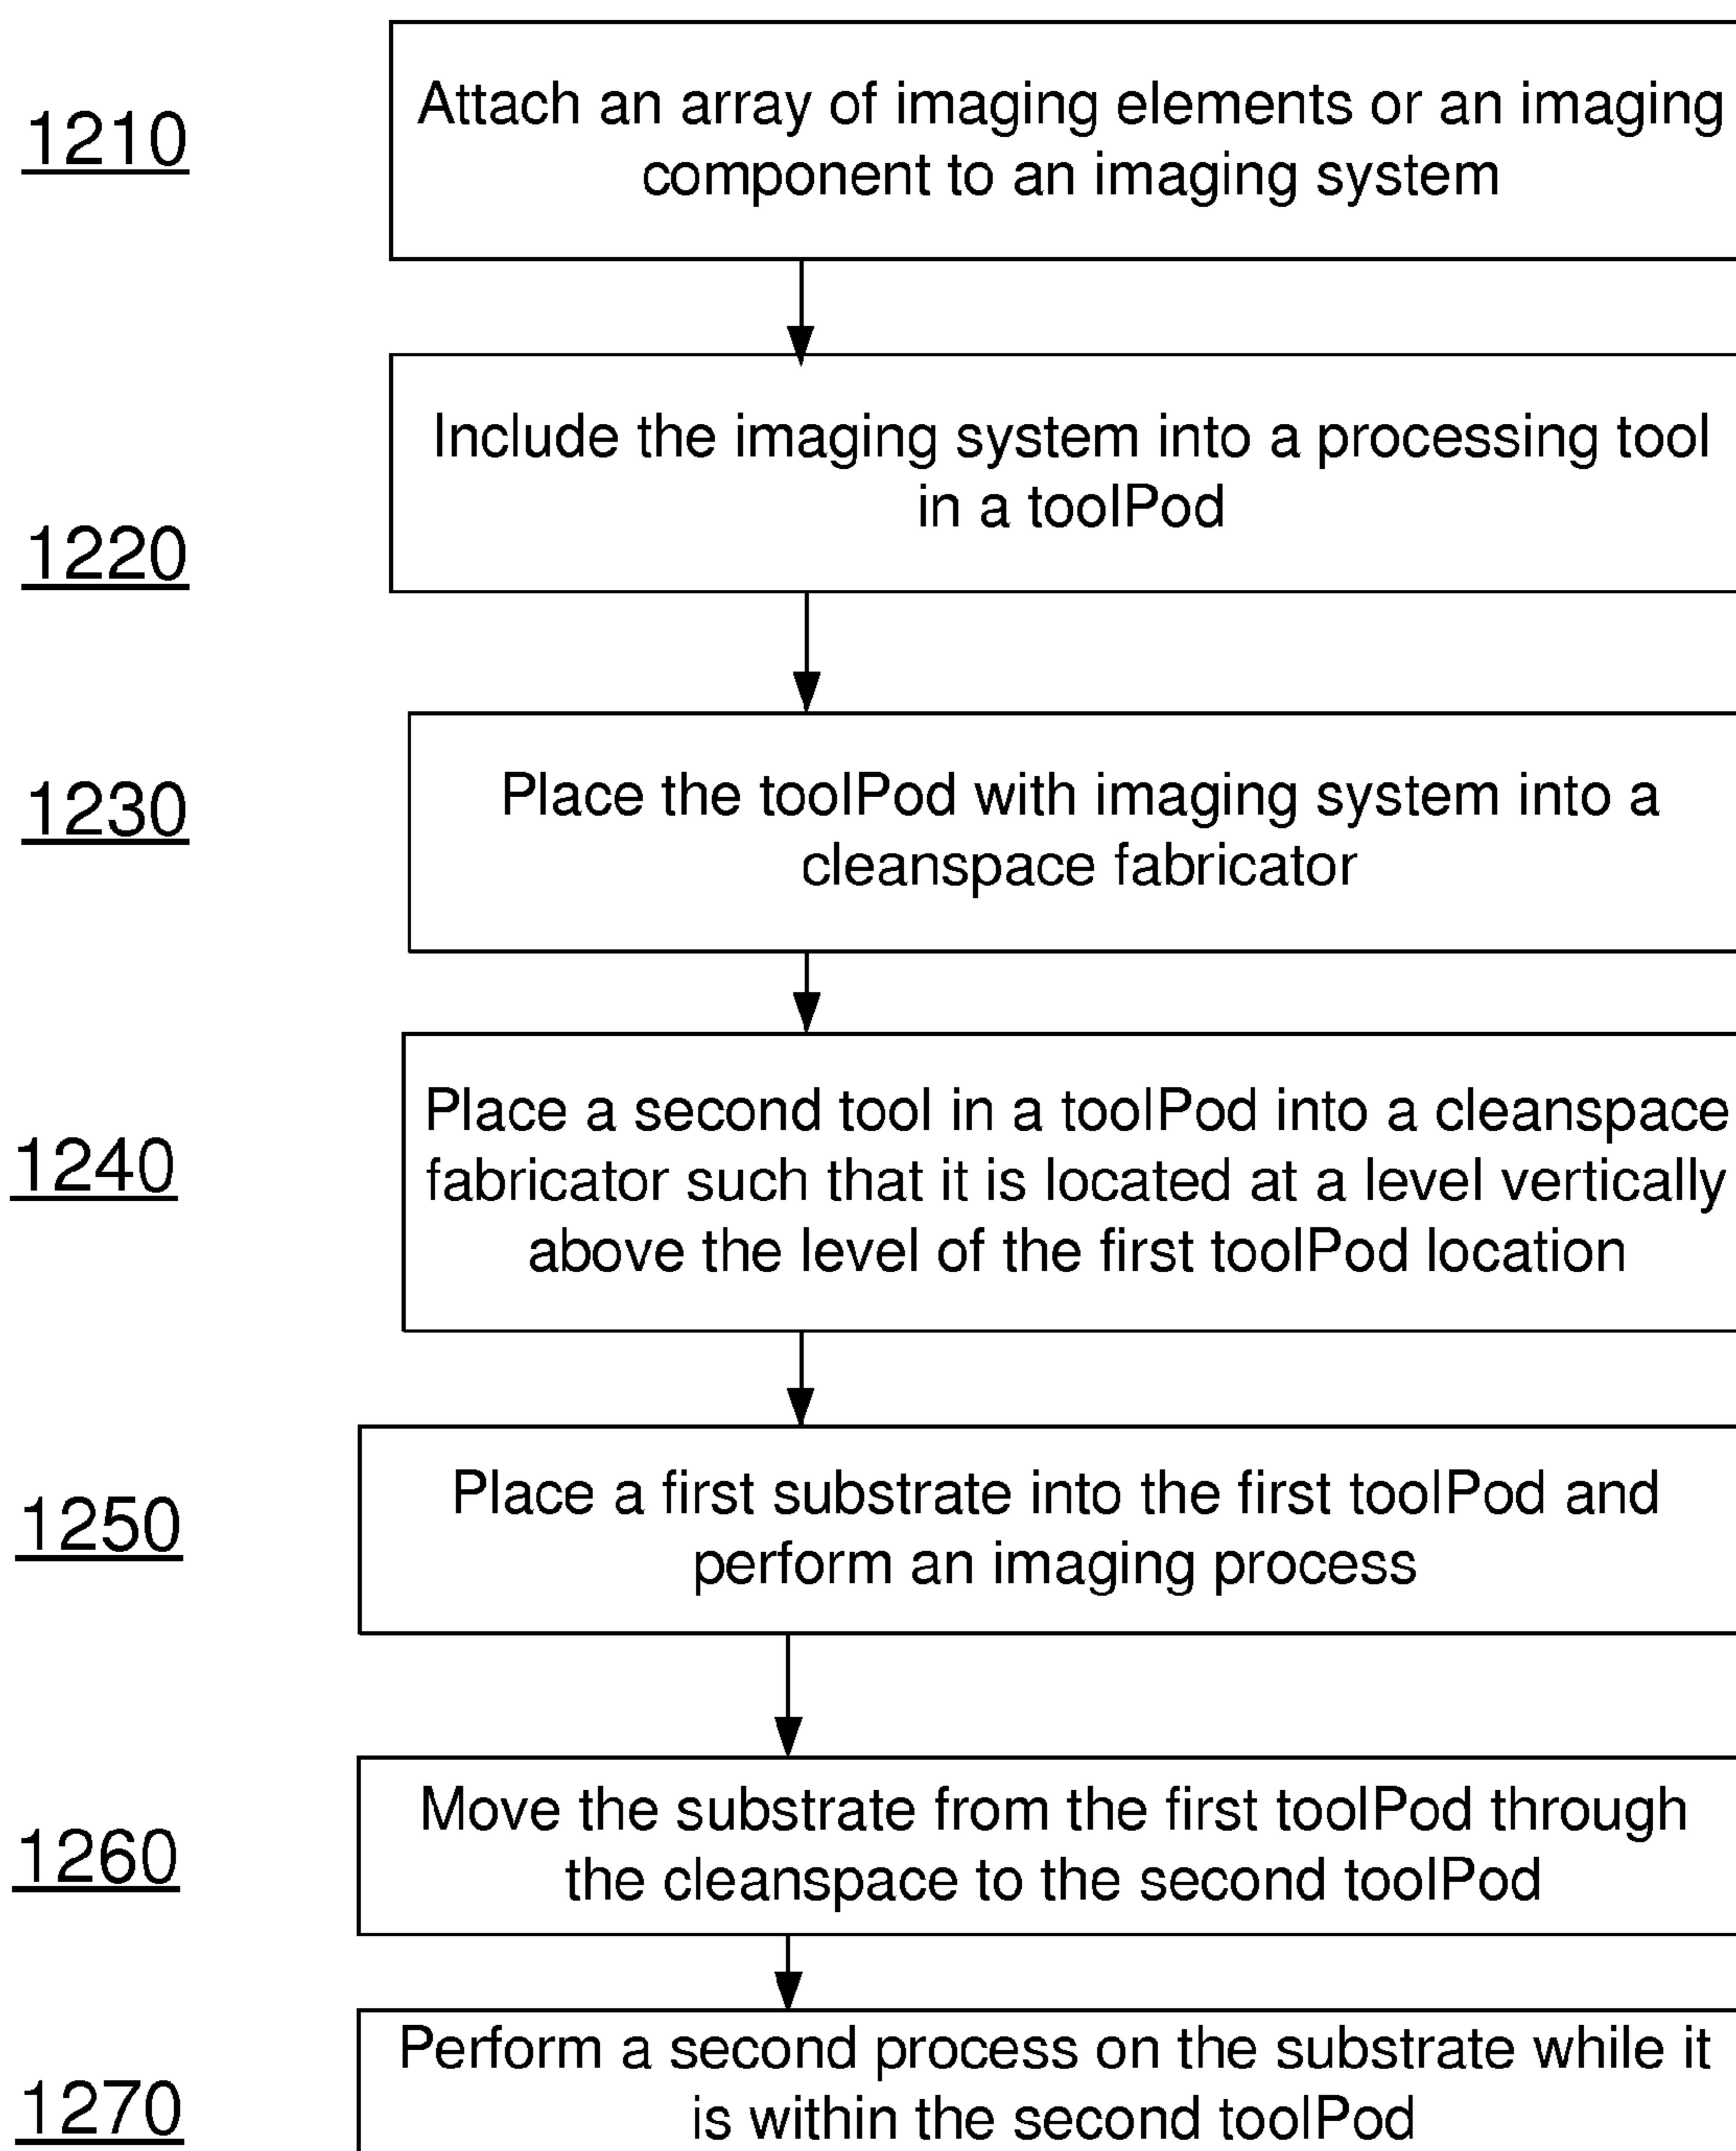 1210
Attach an array of imaging elements or an imaging
component to an imaging system
Include the imaging system into a processing tool
in a toolPod
1220
1230
Place the toolPod with imaging system into a
cleanspace fabricator
Place a second tool in a toolPod into a cleanspace
1240
fabricator such that it is located at a level vertically
above the level of the first toolPod location
1250
Place a first substrate into the first toolPod and
perform an imaging process
1260
Move the substrate from the first toolPod through
the cleanspace to the second toolPod
1270
Perform a second process on the substrate while it
is within the second toolPod